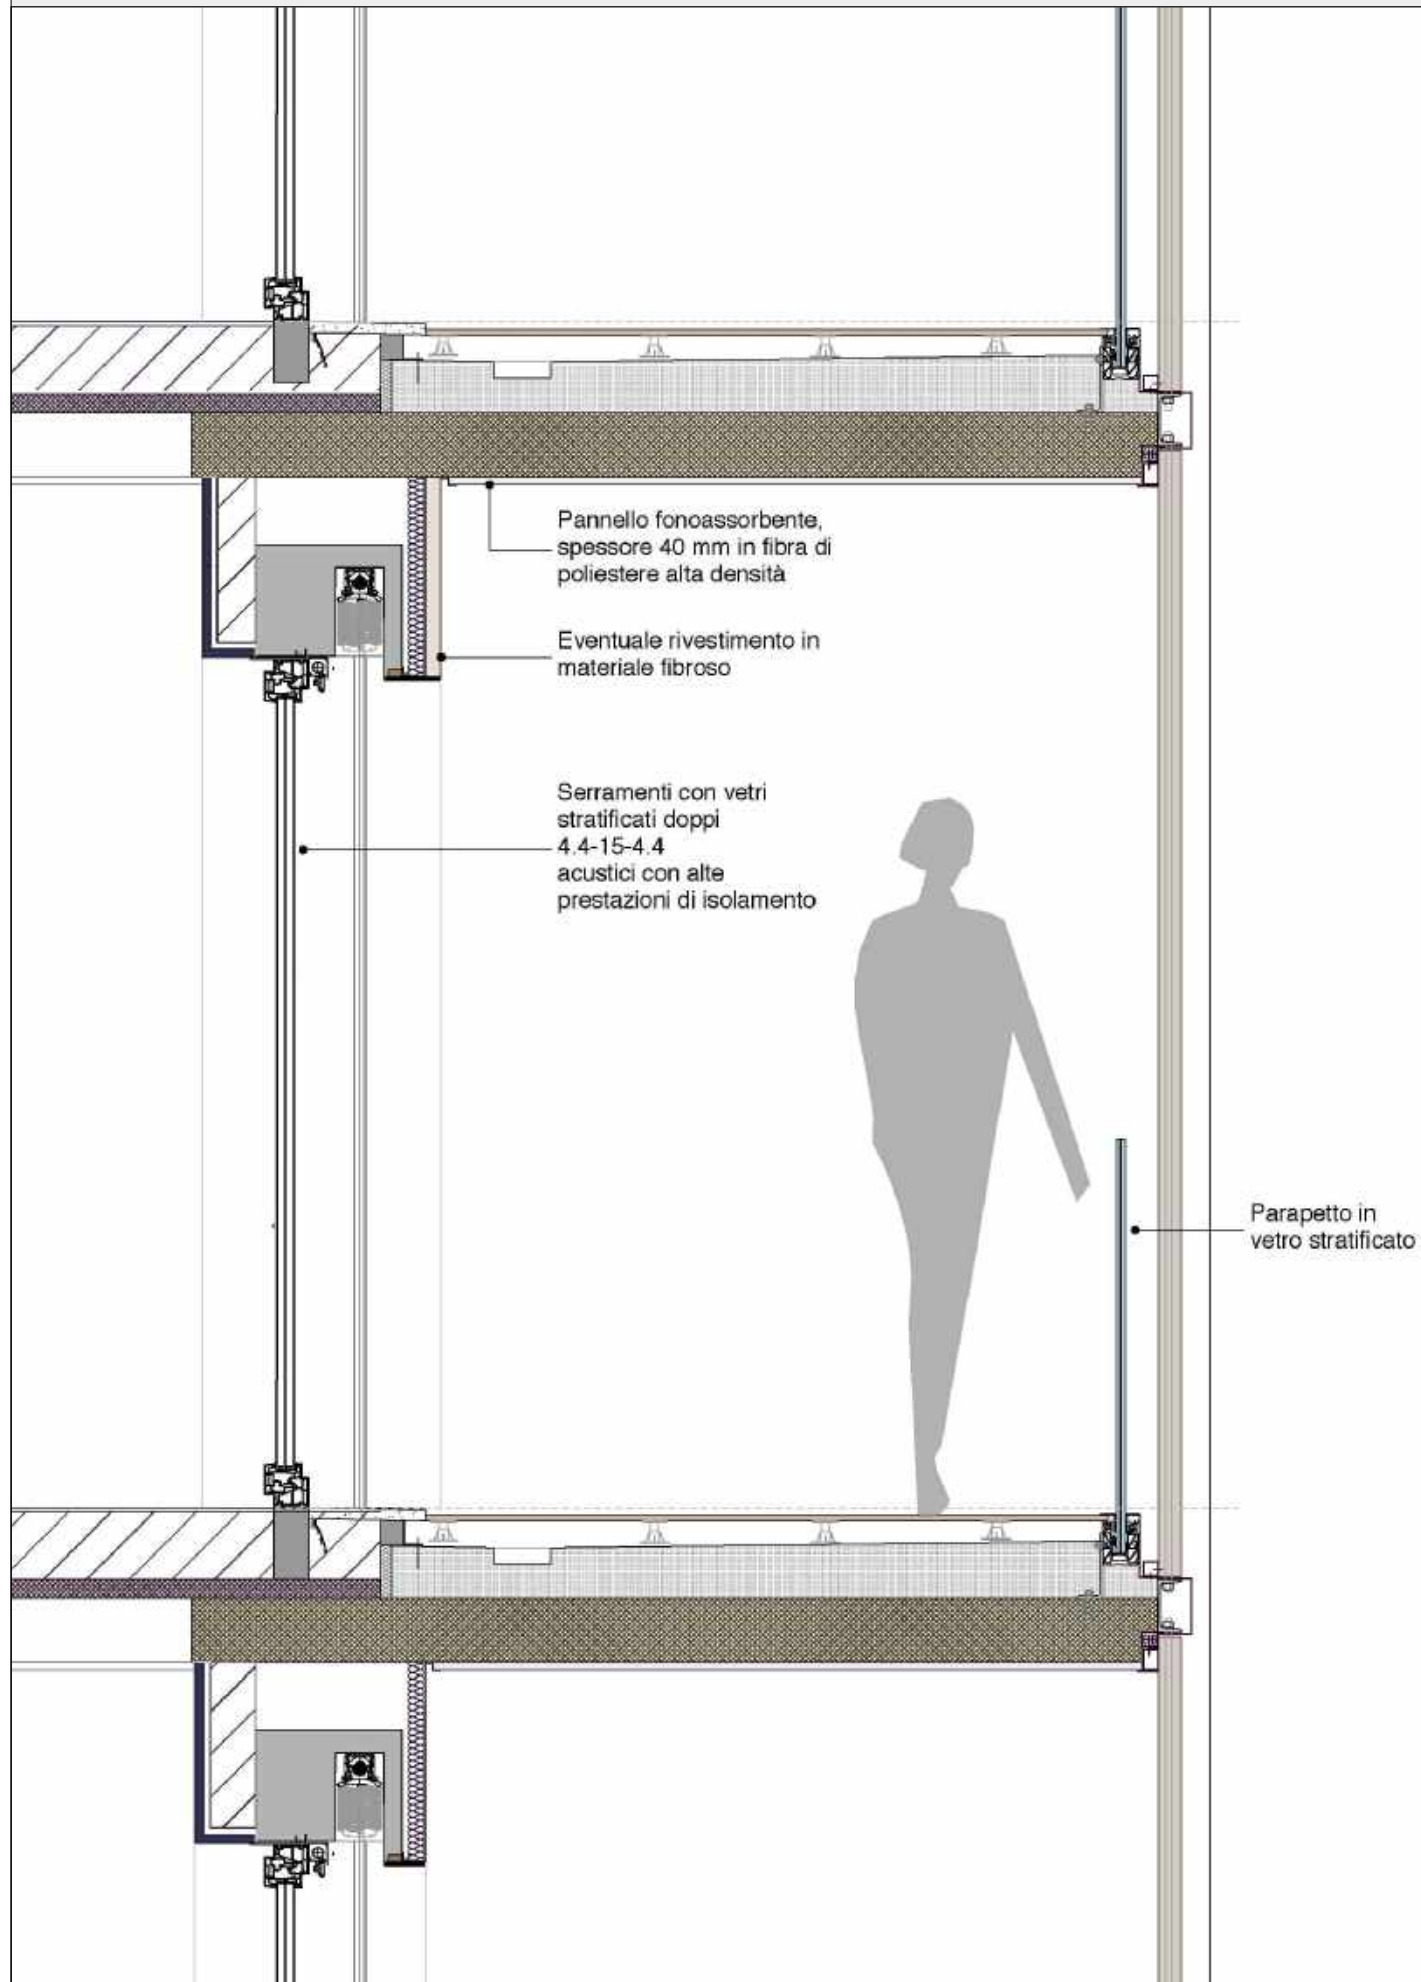 Pannello fonoassorbente,
spessore 40 mm in fibra di
poliestere alta densità
Eventuale rivestimento in
materiale fibroso
Serramenti con vetri
stratificati doppi
4.4-15-4.4
acustici con alte
prestazioni di isolamento
Parapetto in
vetro stratificato